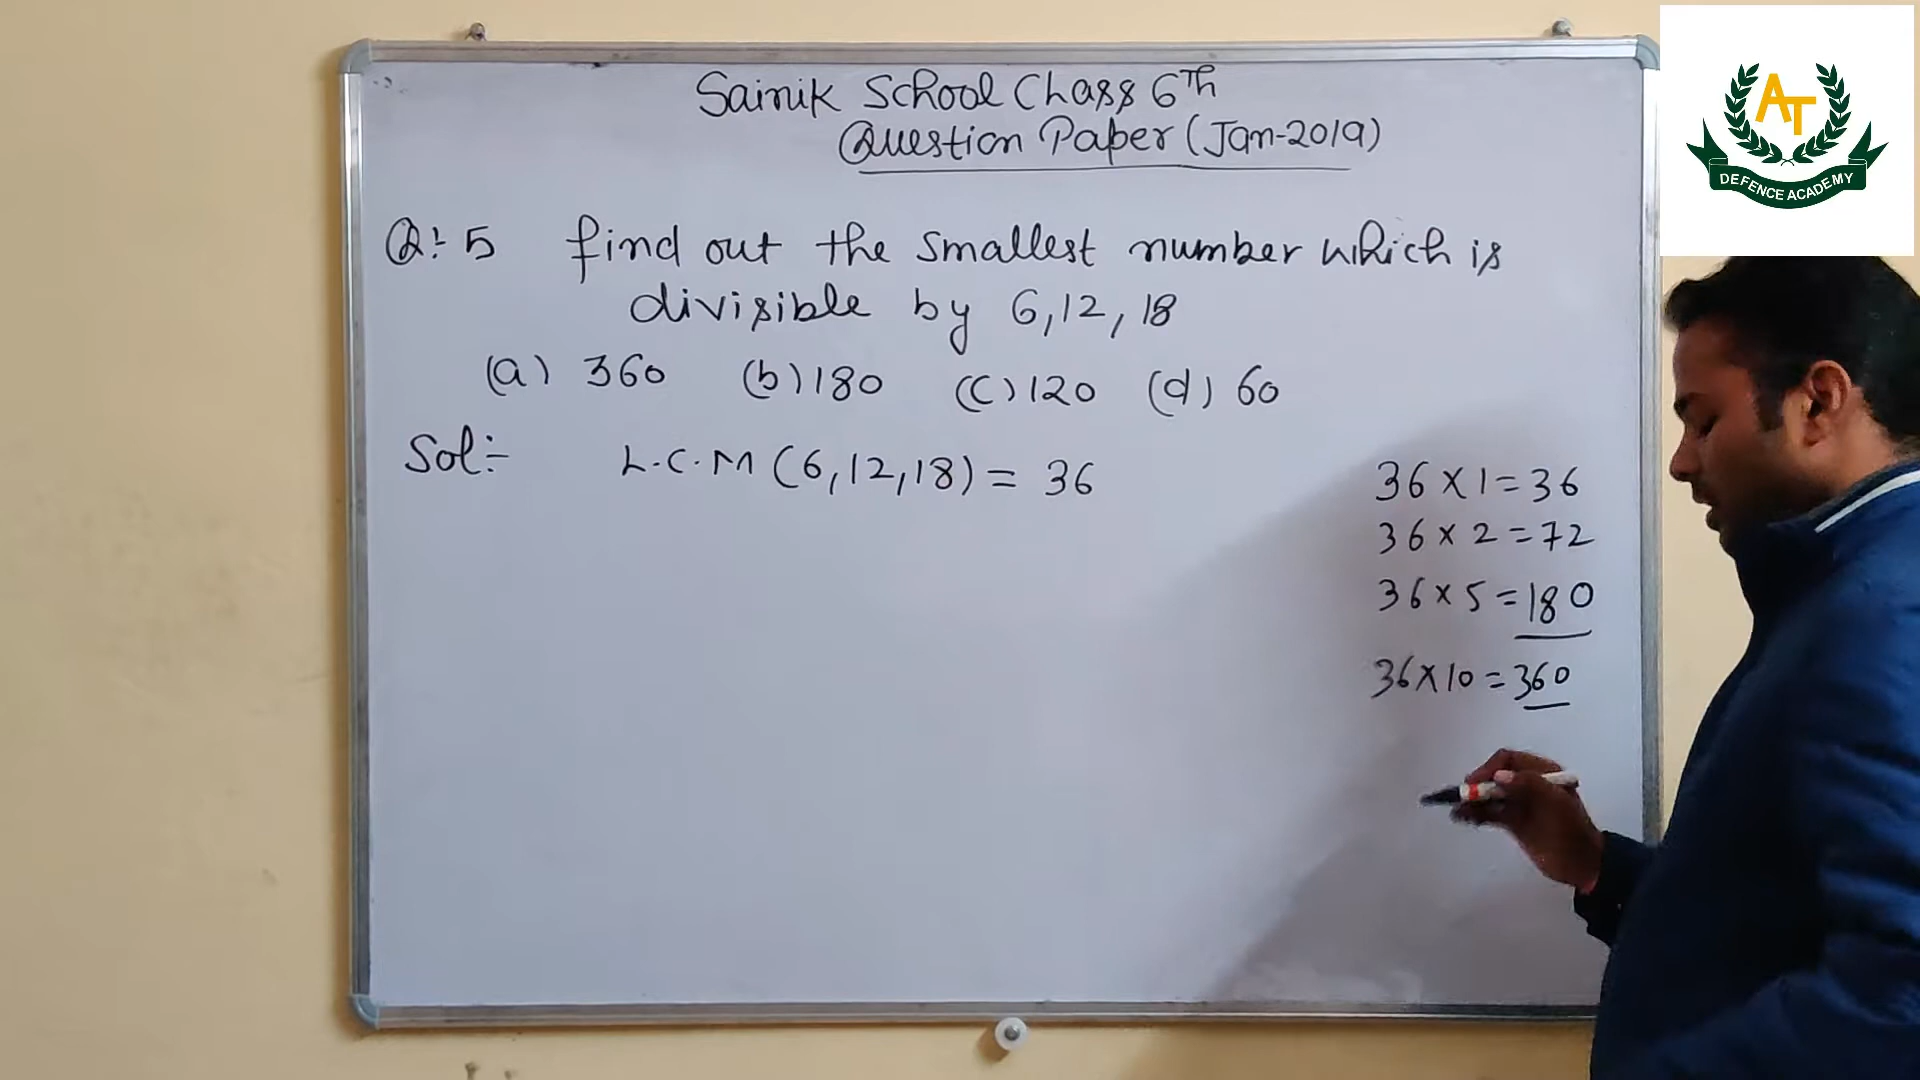 Sainik School Class 6Th
Question Paper (Jan-2019)
Q:- 5 find out the smallest number which is
divisible by 6, 12, 18
(a) 360 (b) 180 (c) 120 (d) 60
Sol:- L.C.M (6, 12, 18) = 36
36 × 1 = 36
36 × 2 = 72
36 × 5 = 180
36 × 10 = 360
AT
DEFENCE ACADEMY